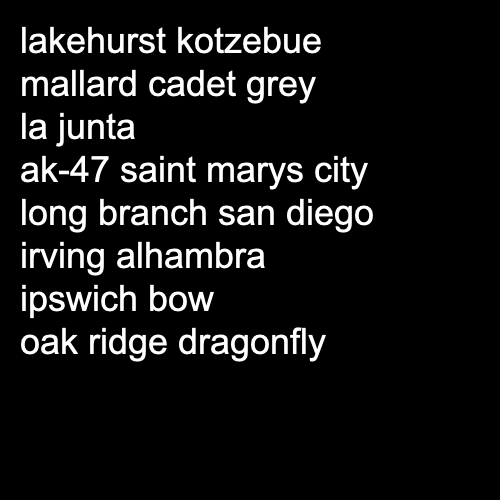 lakehurst kotzebue
mallard cadet grey
la junta
ak-47 saint marys city
long branch san diego
irving alhambra
ipswich bow
oak ridge dragonfly